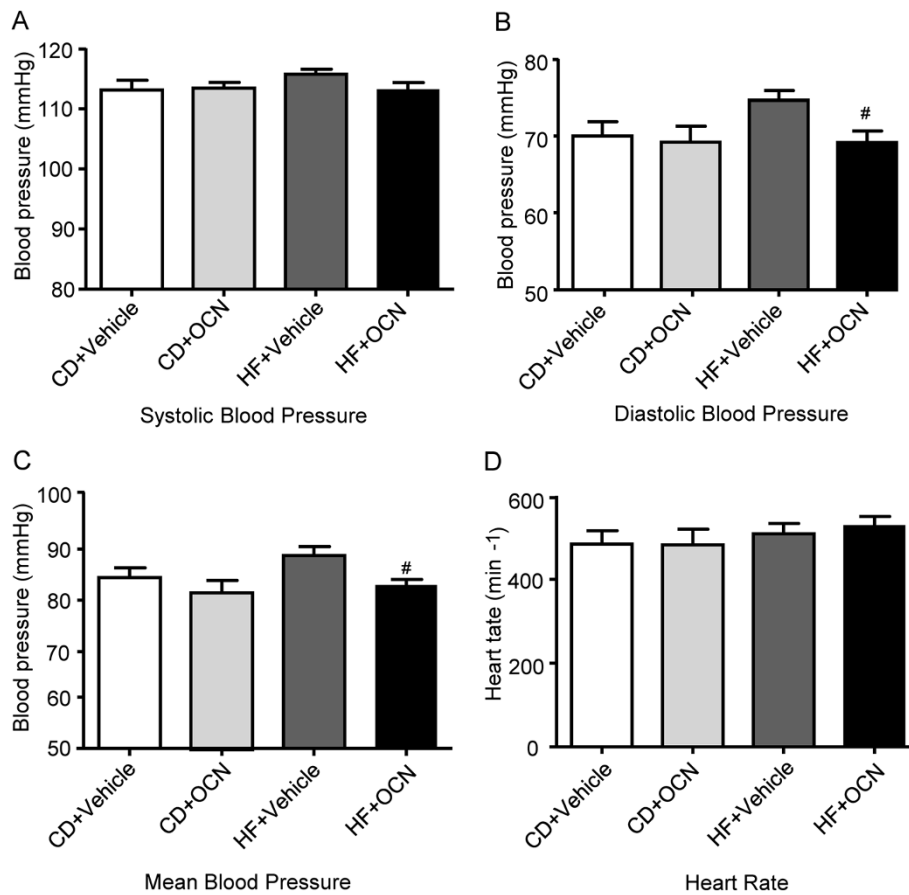 A
Blood pressure (mmHg)
120
110
100
90
80
CD+Vehicle
CD+OCN
HF+Vehicle
HF+OCN
Systolic Blood Pressure
B
Blood pressure (mmHg)
80
70
60
50
#
CD+Vehicle
CD+OCN
HF+Vehicle
HF+OCN
Diastolic Blood Pressure
C
Blood pressure (mmHg)
100
90
80
70
60
50
#
CD+Vehicle
CD+OCN
HF+Vehicle
HF+OCN
Mean Blood Pressure
D
Heart tate (min -1)
600
400
200
0
CD+Vehicle
CD+OCN
HF+Vehicle
HF+OCN
Heart Rate